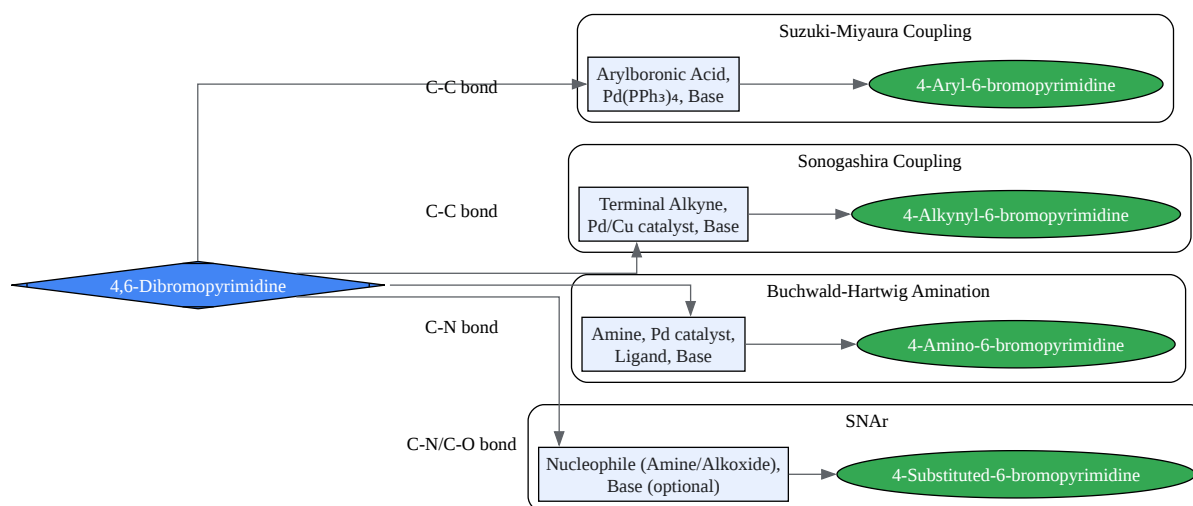 Suzuki-Miyaura Coupling
C-C bond
Arylboronic Acid,
Pd(PPh₃)₄, Base
4-Aryl-6-bromopyrimidine
Sonogashira Coupling
C-C bond
Terminal Alkyne,
Pd/Cu catalyst, Base
4-Alkynyl-6-bromopyrimidine
4,6-Dibromopyrimidine
Buchwald-Hartwig Amination
C-N bond
Amine, Pd catalyst,
Ligand, Base
4-Amino-6-bromopyrimidine
SNAr
C-N/C-O bond
Nucleophile (Amine/Alkoxide),
Base (optional)
4-Substituted-6-bromopyrimidine